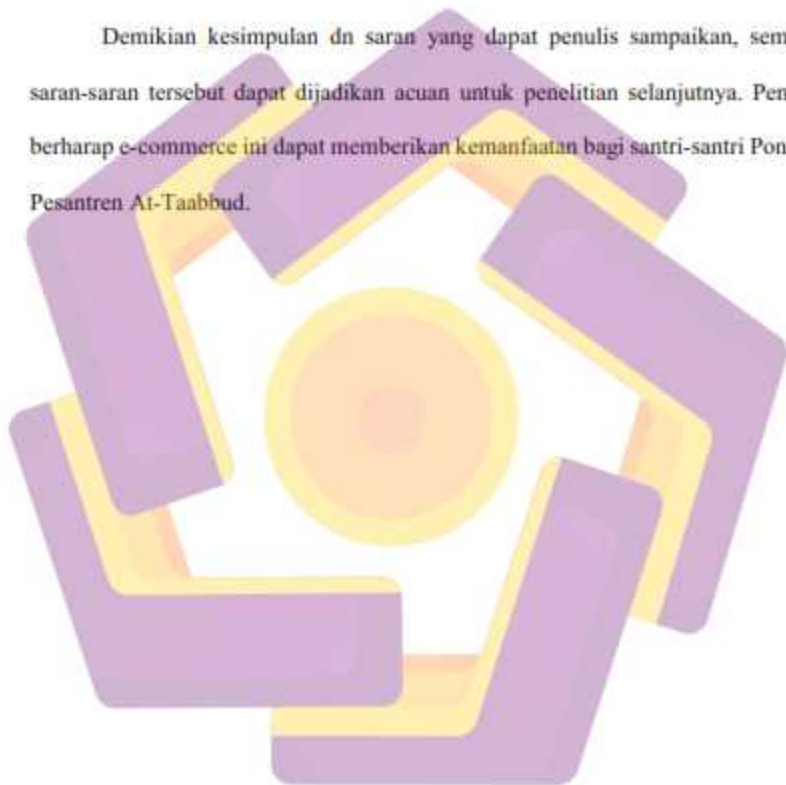 Demikian kesimpulan dn saran yang dapat penulis sampaikan, sem
saran-saran tersebut dapat dijadikan acuan untuk penelitian selanjutnya. Pen
berharap e-commerce ini dapat memberikan kemanfaatan bagi santri-santri Pon
Pesantren At-Taabbud.